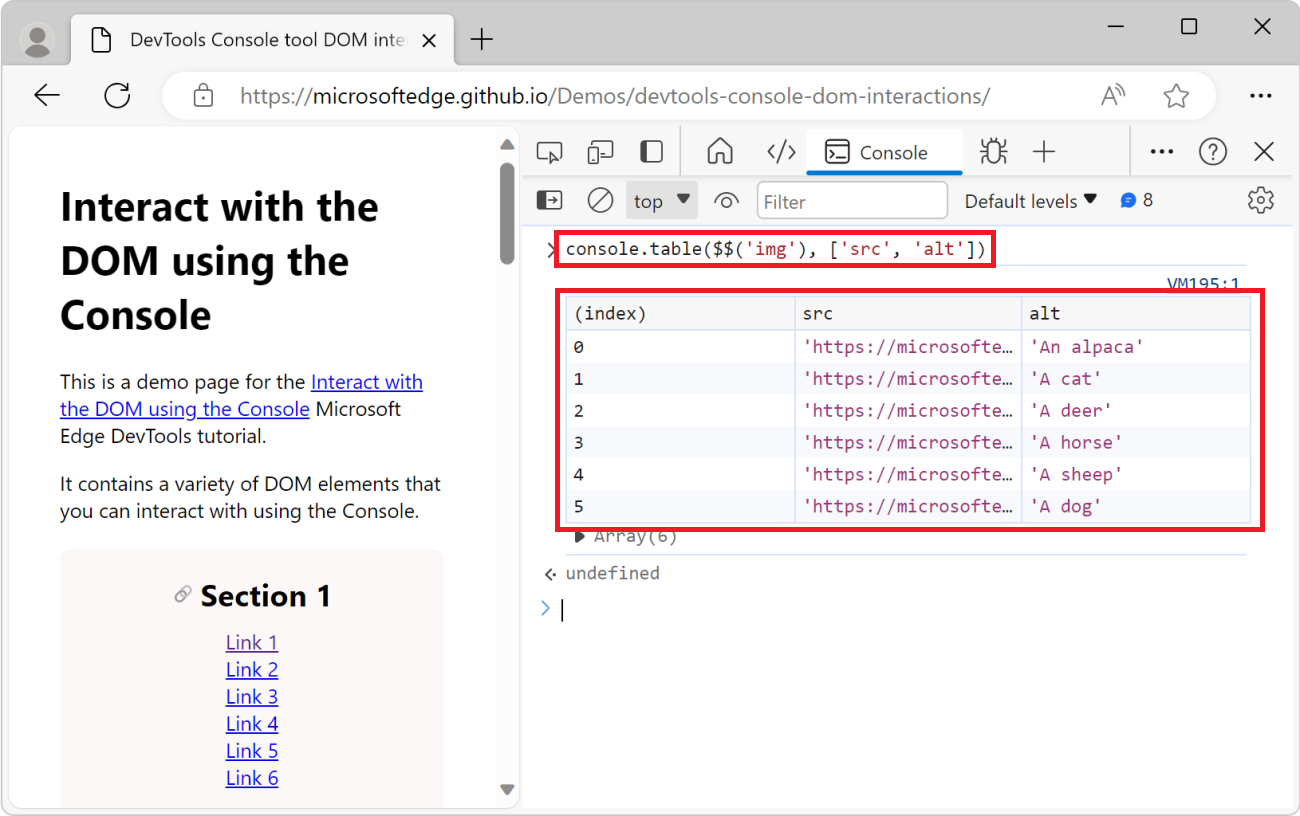 DevTools Console tool DOM inte
https://microsoftedge.github.io/Demos/devtools-console-dom-interactions/
Interact with the
DOM using the
Console
This is a demo page for the Interact with
the DOM using the Console Microsoft
Edge DevTools tutorial.
It contains a variety of DOM elements that
you can interact with using the Console.
Section 1
Link 1
Link 2
Link 3
Link 4
Link 5
Link 6
Console
top Filter Default levels 8
console.table($$('img'), ['src', 'alt'])
VM195:1
(index) src alt
0 'https://microsofte… 'An alpaca'
1 'https://microsofte… 'A cat'
2 'https://microsofte… 'A deer'
3 'https://microsofte… 'A horse'
4 'https://microsofte… 'A sheep'
5 'https://microsofte… 'A dog'
Array(6)
undefined